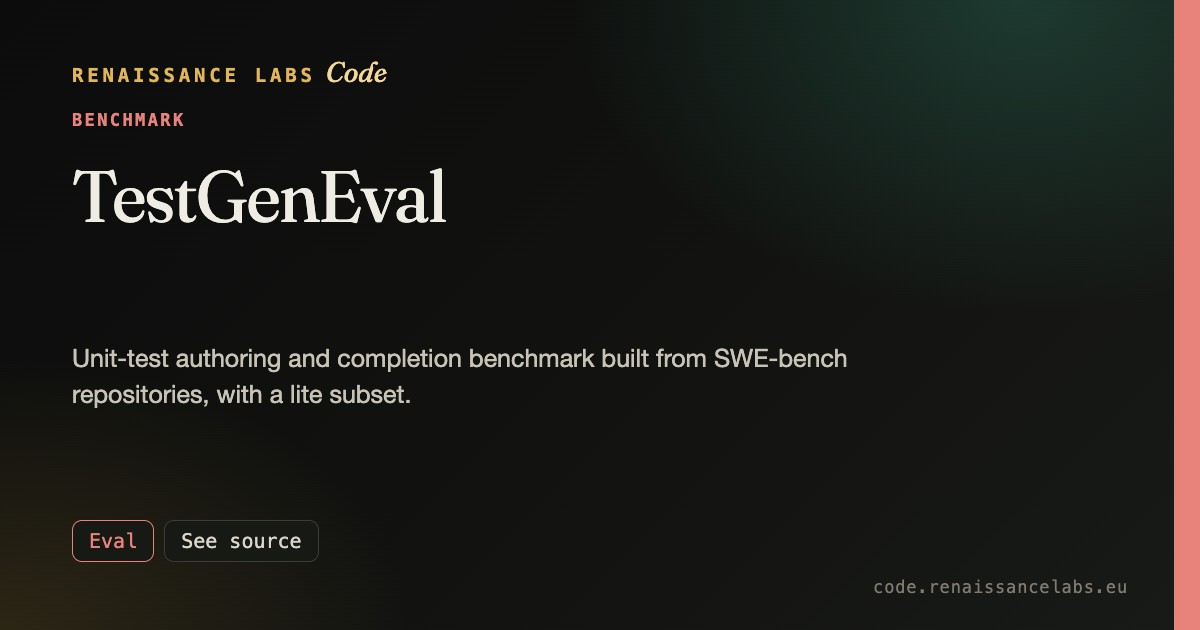 RENAISSANCE LABS Code
BENCHMARK
TestGenEval
Unit-test authoring and completion benchmark built from SWE-bench
repositories, with a lite subset.
Eval See source
code.renaissancelabs.eu